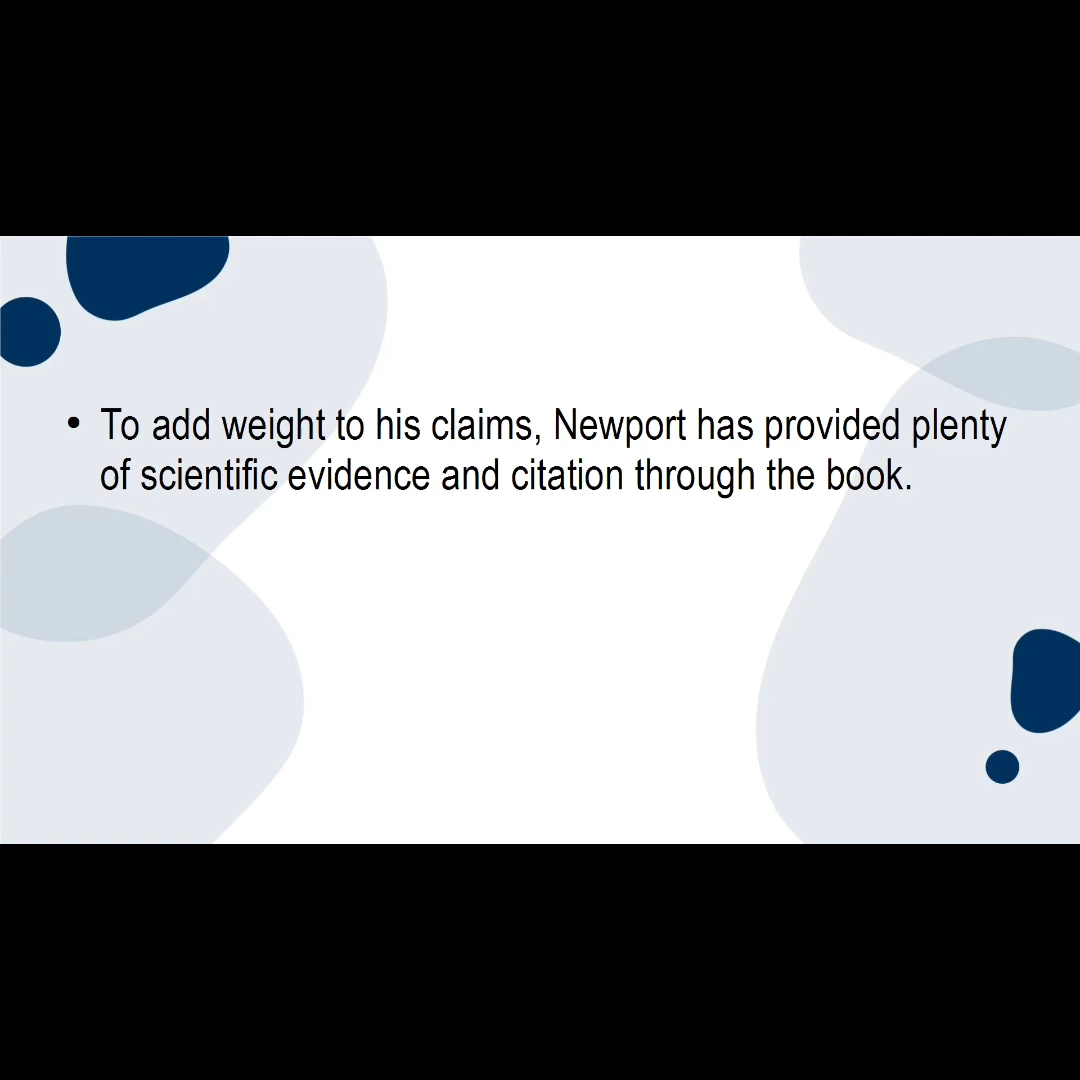 • To add weight to his claims, Newport has provided plenty
of scientific evidence and citation through the book.